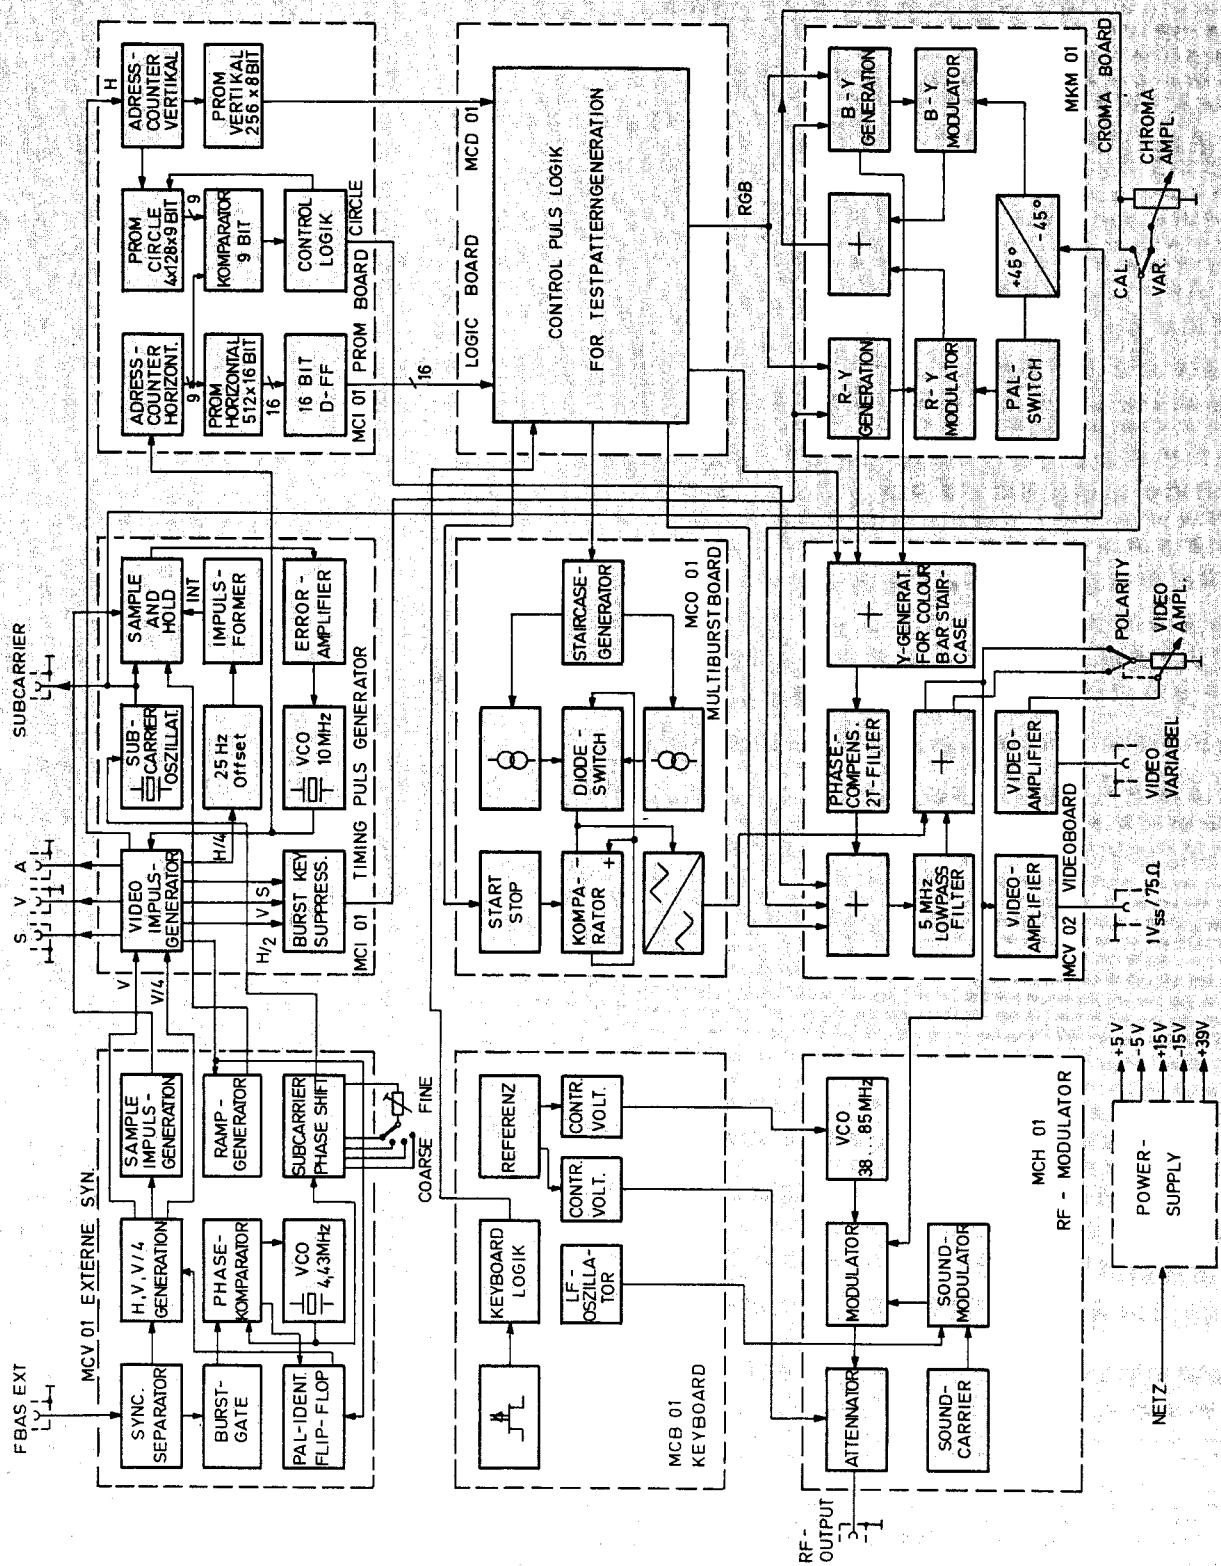 FBAS EXT
MCV 01 EXTERNE SYN.
SYNC.
SEPARATOR
H,V,V/4
GENERATION
SAMPLE
IMPULS-
GENERATION
BURST-
GATE
PHASE-
KOMPARATOR
RAMP-
GENERATOR
PAL-IDENT.
FLIP-FLOP
VCO
4,43MHz
SUBCARRIER
PHASE SHIFT
COARSE
FINE
S
V
A
SUBCARRIER
V
V/4
VIDEO
IMPULS-
GENERATOR
SUB-
CARRIER
OSZILLAT.
SAMPLE
AND
HOLD
INT
H/4
25 Hz
Offset
IMPULS-
FORMER
H/2
V
S
BURST KEY
SUPPRESS.
VCO
10 MHz
ERROR-
AMPLIFIER
MCI 01
TIMING PULS GENERATOR
H
ADRESS-
COUNTER
HORIZONT.
PROM
CIRCLE
4x128x9BIT
ADRESS-
COUNTER
VERTIKAL
9
PROM
HORIZONTAL
512x16 BIT
9
KOMPARATOR
9 BIT
PROM
VERTIKAL
256 x 8BIT
16
16 BIT
D-FF
CONTROL
LOGIK
MCI 01 PROM BOARD
CIRCLE
16
MCB 01
KEYBOARD
KEYBOARD
LOGIK
REFERENZ
LF-
OSZILLA-
TOR
CONTR.
VOLT.
CONTR.
VOLT.
START
STOP
KOMPA-
RATOR
-
+
DIODE-
SWITCH
STAIRCASE-
GENERATOR
MCO 01
MULTIBURSTBOARD
LOGIC BOARD
MCD 01
CONTROL PULS LOGIK
FOR TESTPATTERNGENERATION
RGB
RF-
OUTPUT
ATTENNATOR
MODULATOR
VCO
38...85MHz
SOUND-
CARRIER
SOUND-
MODULATOR
MCH 01
RF - MODULATOR
+
PHASE-
COMPENS.
2T-FILTER
+
Y-GENERAT.
FOR COLOUR
BAR STAIR-
CASE
5 MHz
LOWPASS
FILTER
+
VIDEO-
AMPLIFIER
VIDEO-
AMPLIFIER
MCV 02 VIDEOBOARD
POLARITY
VIDEO
AMPL.
1Vss/75Ω
VIDEO
VARIABEL
R-Y
GENERATION
+
B-Y
GENERATION
R-Y
MODULATOR
B-Y
MODULATOR
PAL-
SWITCH
+45°
-45°
MKM 01
CROMA BOARD
CAL.
VAR.
CHROMA
AMPL.
NETZ
POWER-
SUPPLY
+5V
-5V
+15V
-15V
+39V